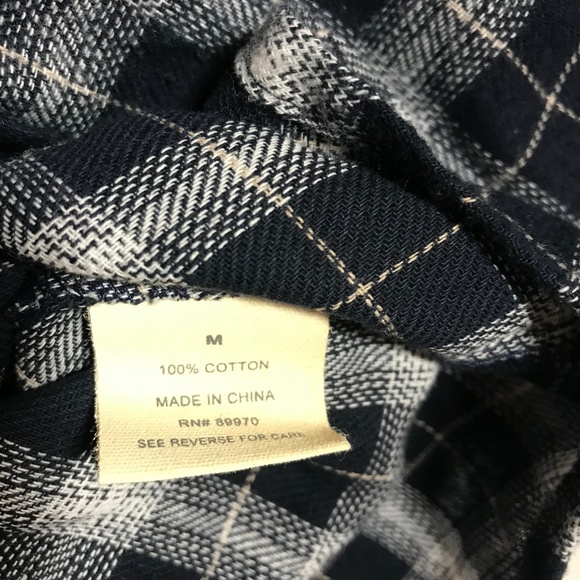 M
100% COTTON
MADE IN CHINA
RN# 89970
SEE REVERSE FOR CARE